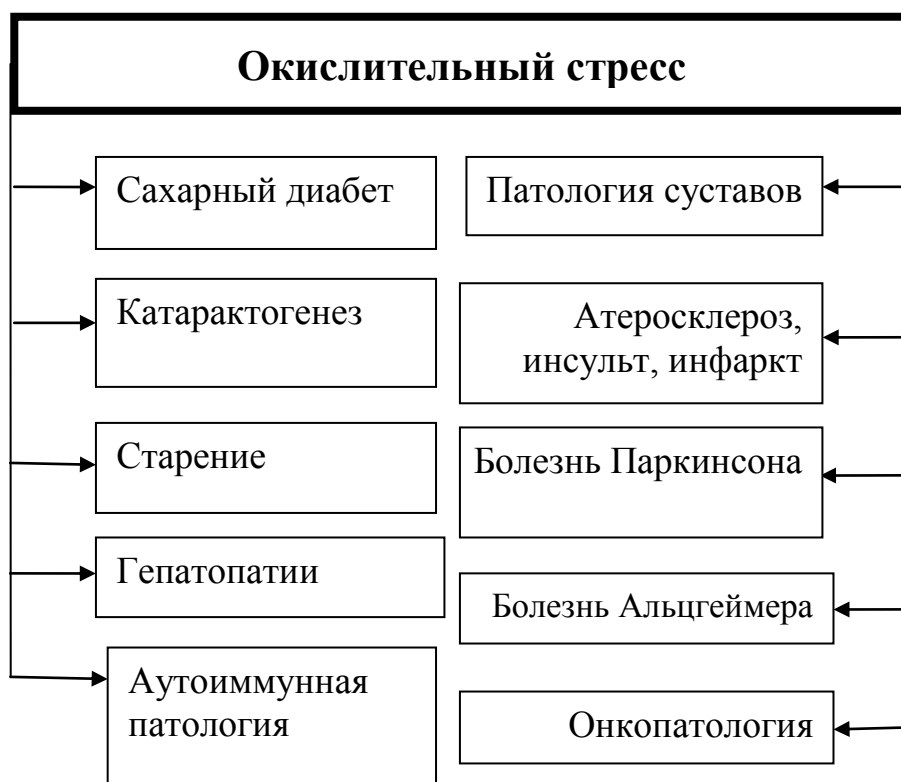 Окислительный стресс
Сахарный диабет
Патология суставов
Катарактогенез
Атеросклероз,
инсульт, инфаркт
Старение
Болезнь Паркинсона
Гепатопатии
Болезнь Альцгеймера
Аутоиммунная
патология
Онкопатология